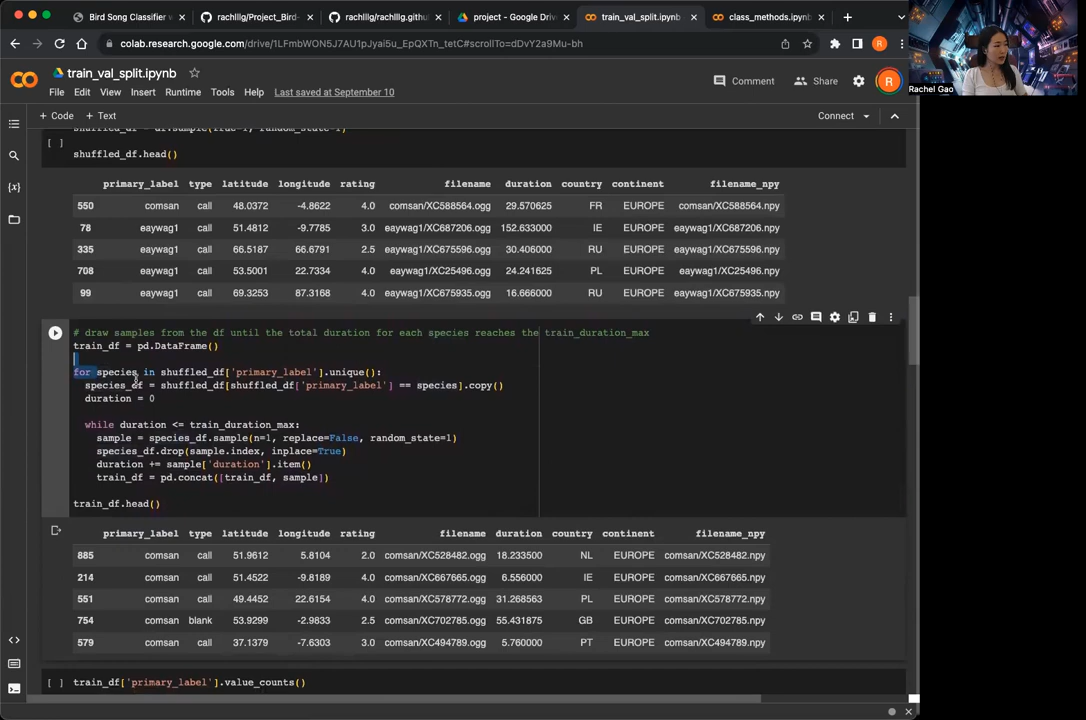 Bird Song Classifier w
rachlllg/Project_Bird-
rachlllg/rachlllg.github
project - Google Drive
train_val_split.ipynb
class_methods.ipynb
colab.research.google.com/drive/1LFmbWON5J7AU1pJyai5u_EpQXTn_tetC#scrollTo=dDvY2a9Mu-bh
R
train_val_split.ipynb
Comment
Share
R
Rachel Gao
File Edit View Insert Runtime Tools Help Last saved at September 10
+ Code + Text
Connect
[ ]
shuffled_df.head()
primary_label type latitude longitude rating filename duration country continent filename_npy
550 comsan call 48.0372 -4.8622 4.0 comsan/XC588564.ogg 29.570625 FR EUROPE comsan/XC588564.npy
78 eaywag1 call 51.4812 -9.7785 3.0 eaywag1/XC687206.ogg 152.633000 IE EUROPE eaywag1/XC687206.npy
335 eaywag1 call 66.5187 66.6791 2.5 eaywag1/XC675596.ogg 30.406000 RU EUROPE eaywag1/XC675596.npy
708 eaywag1 call 53.5001 22.7334 4.0 eaywag1/XC25496.ogg 24.241625 PL EUROPE eaywag1/XC25496.npy
99 eaywag1 call 69.3253 87.3168 4.0 eaywag1/XC675935.ogg 16.666000 RU EUROPE eaywag1/XC675935.npy
# draw samples from the df until the total duration for each species reaches the train_duration_max
train_df = pd.DataFrame()
for species in shuffled_df['primary_label'].unique():
species_df = shuffled_df[shuffled_df['primary_label'] == species].copy()
duration = 0
while duration <= train_duration_max:
sample = species_df.sample(n=1, replace=False, random_state=1)
species_df.drop(sample.index, inplace=True)
duration += sample['duration'].item()
train_df = pd.concat([train_df, sample])
train_df.head()
primary_label type latitude longitude rating filename duration country continent filename_npy
885 comsan call 51.9612 5.8104 2.0 comsan/XC528482.ogg 18.233500 NL EUROPE comsan/XC528482.npy
214 comsan call 51.4522 -9.8189 4.0 comsan/XC667665.ogg 6.556000 IE EUROPE comsan/XC667665.npy
551 comsan call 49.4452 22.6154 4.0 comsan/XC578772.ogg 31.268563 PL EUROPE comsan/XC578772.npy
754 comsan blank 53.9299 -2.9833 2.5 comsan/XC702785.ogg 55.431875 GB EUROPE comsan/XC702785.npy
579 comsan call 37.1379 -7.6303 3.0 comsan/XC494789.ogg 5.760000 PT EUROPE comsan/XC494789.npy
[ ] train_df['primary_label'].value_counts()